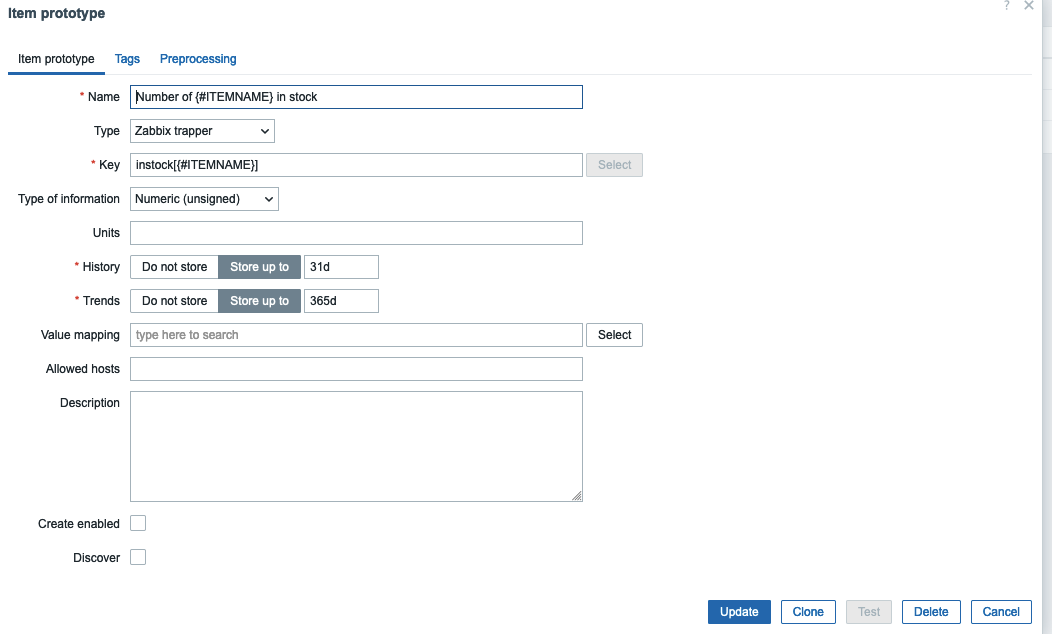 Item prototype
? ✕
Item prototype Tags Preprocessing
* Name Number of {#ITEMNAME} in stock
Type Zabbix trapper
* Key instock[{#ITEMNAME}] Select
Type of information Numeric (unsigned)
Units
* History Do not store Store up to 31d
* Trends Do not store Store up to 365d
Value mapping type here to search Select
Allowed hosts
Description
Create enabled
Discover
Update Clone Test Delete Cancel